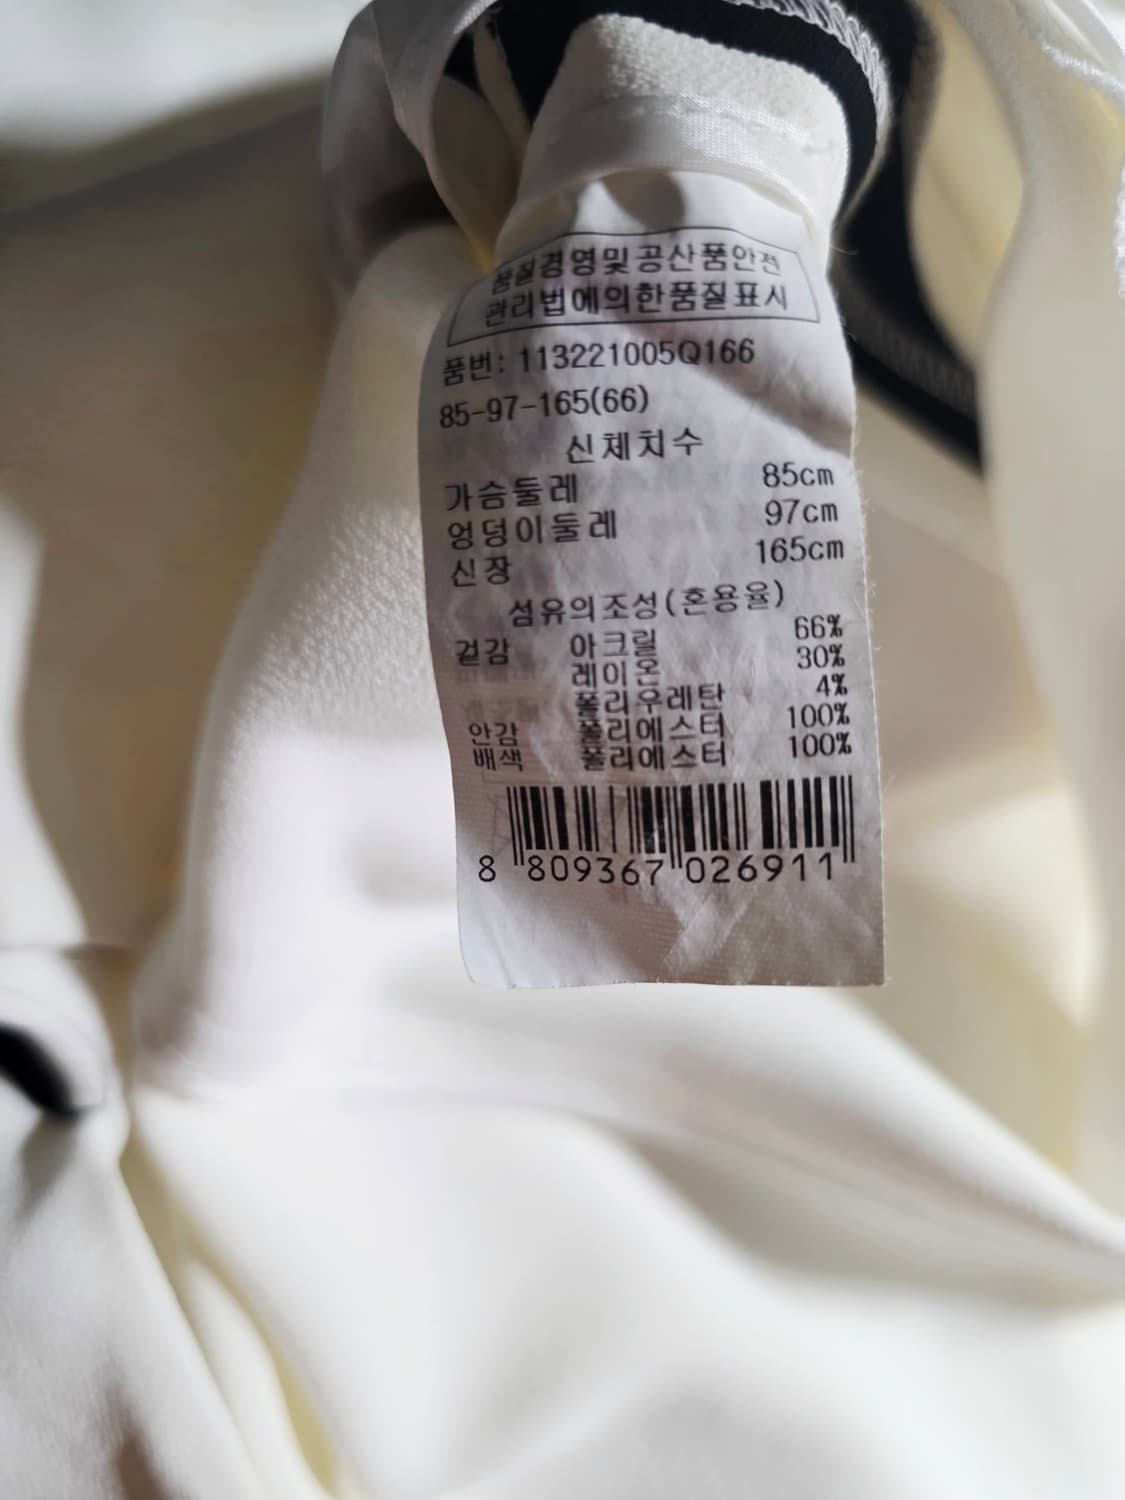 품질경영및공산품안전
관리법에의한품질표시
품번: 113221005Q166
85-97-165(66)
신체치수
가슴둘레 85cm
엉덩이둘레 97cm
신장 165cm
섬유의조성(혼용율)
겉감 아크릴 66%
레이온 30%
폴리우레탄 4%
안감 폴리에스터 100%
배색 폴리에스터 100%
8 809367 026911